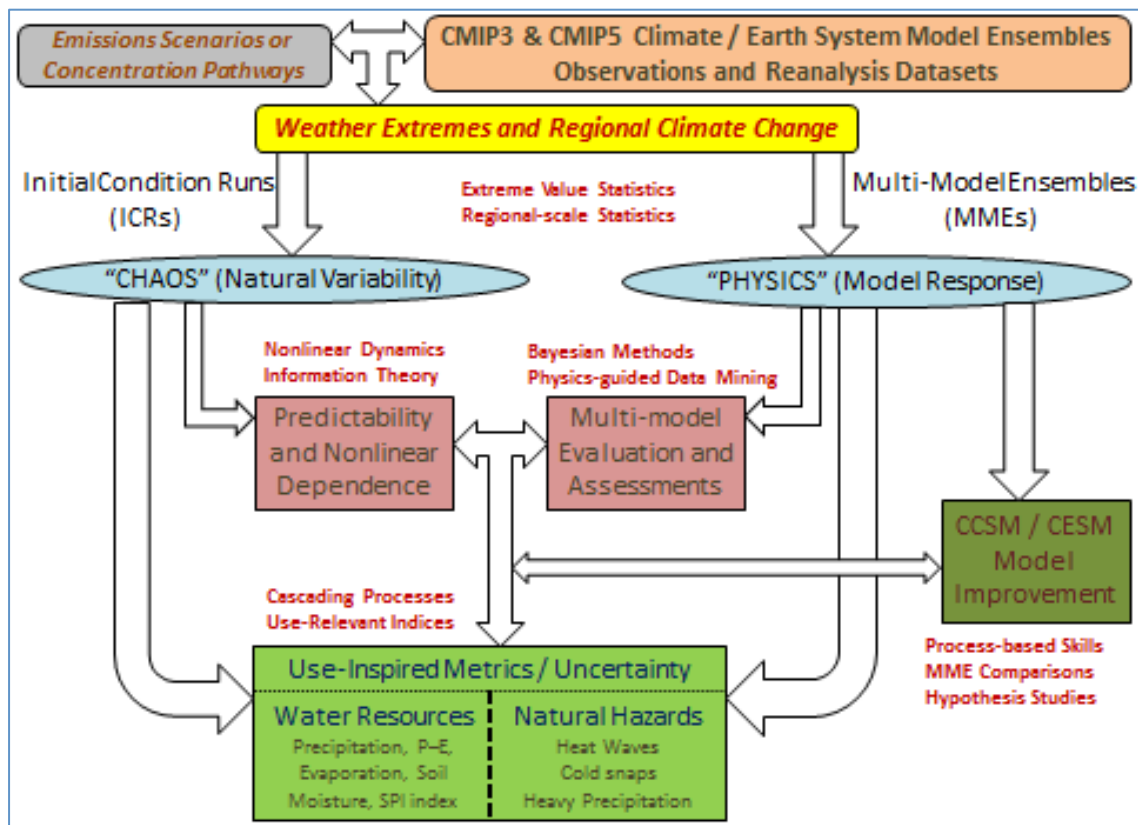 Emissions Scenarios or
Concentration Pathways
CMIP3 & CMIP5 Climate / Earth System Model Ensembles
Observations and Reanalysis Datasets
Weather Extremes and Regional Climate Change
Initial Condition Runs
(ICRs)
Extreme Value Statistics
Regional-scale Statistics
Multi-Model Ensembles
(MMEs)
“CHAOS” (Natural Variability)
“PHYSICS” (Model Response)
Nonlinear Dynamics
Information Theory
Bayesian Methods
Physics-guided Data Mining
Predictability
and Nonlinear
Dependence
Multi-model
Evaluation and
Assessments
CCSM / CESM
Model
Improvement
Cascading Processes
Use-Relevant Indices
Process-based Skills
MME Comparisons
Hypothesis Studies
Use-Inspired Metrics / Uncertainty
Water Resources
Precipitation, P–E,
Evaporation, Soil
Moisture, SPI index
Natural Hazards
Heat Waves
Cold snaps
Heavy Precipitation